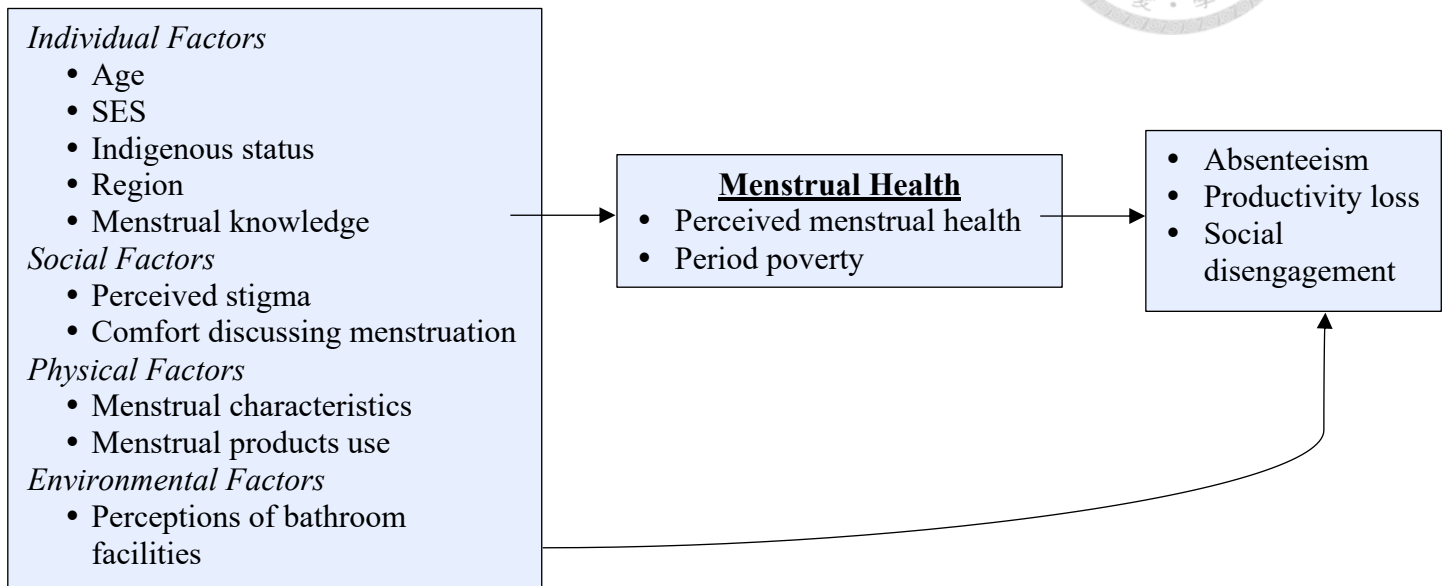 Individual Factors
• Age
• SES
• Indigenous status
• Region
• Menstrual knowledge
Social Factors
• Perceived stigma
• Comfort discussing menstruation
Physical Factors
• Menstrual characteristics
• Menstrual products use
Environmental Factors
• Perceptions of bathroom
facilities
Menstrual Health
• Perceived menstrual health
• Period poverty
• Absenteeism
• Productivity loss
• Social
disengagement